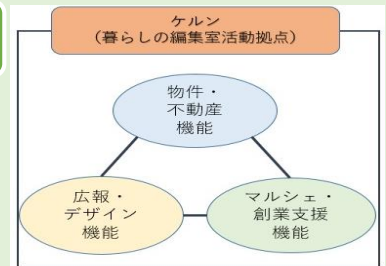 ケルン
（暮らしの編集室活動拠点）
物件・
不動産
機能
広報・
デザイン
機能
マルシェ・
創業支援
機能